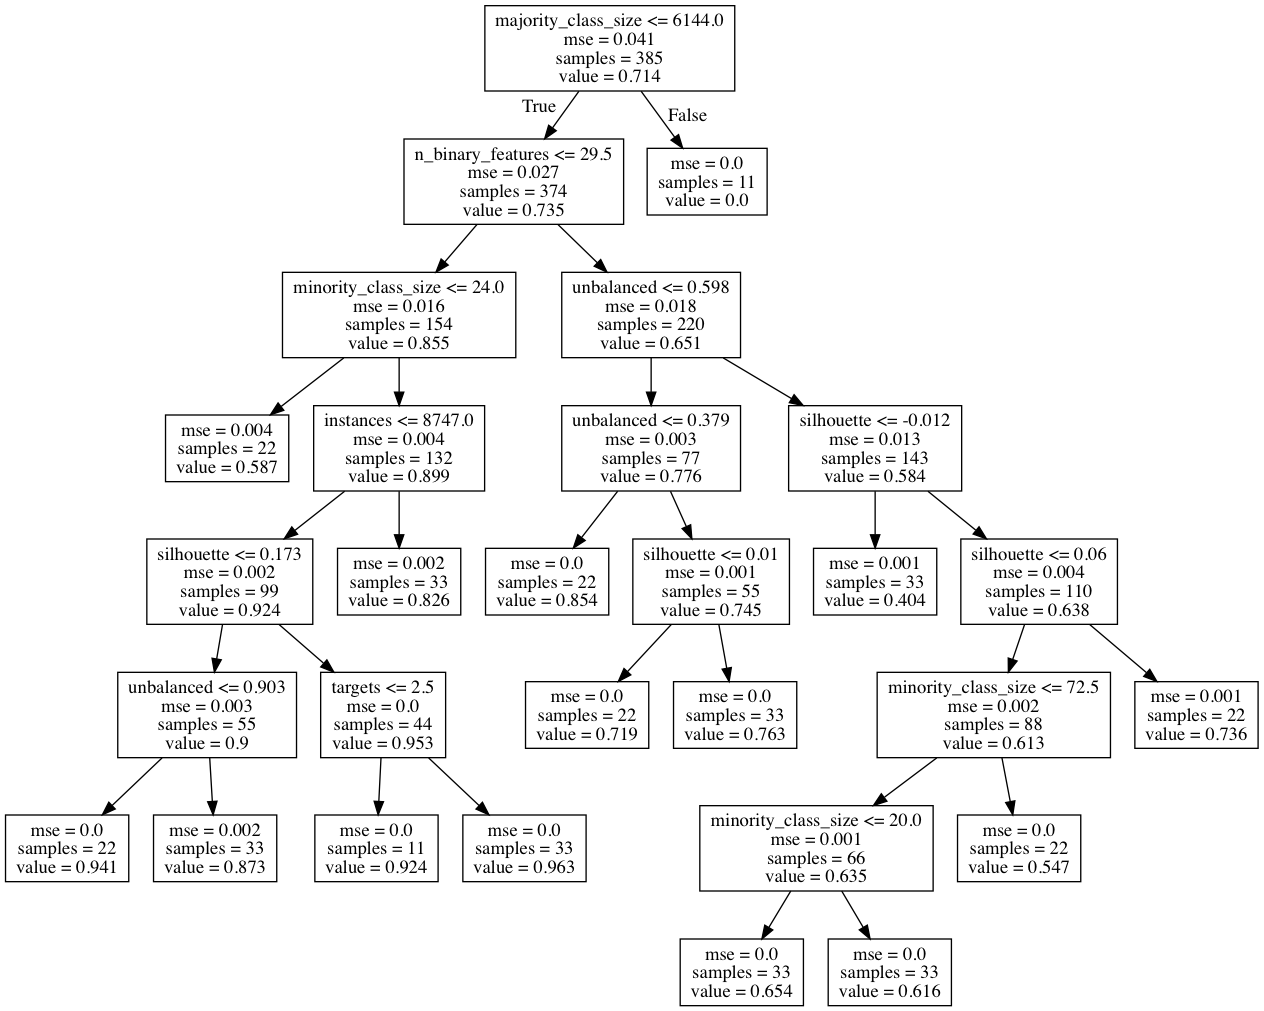 majority_class_size <= 6144.0
mse = 0.041
samples = 385
value = 0.714
True
False
n_binary_features <= 29.5
mse = 0.027
samples = 374
value = 0.735
mse = 0.0
samples = 11
value = 0.0
minority_class_size <= 24.0
mse = 0.016
samples = 154
value = 0.855
unbalanced <= 0.598
mse = 0.018
samples = 220
value = 0.651
mse = 0.004
samples = 22
value = 0.587
instances <= 8747.0
mse = 0.004
samples = 132
value = 0.899
unbalanced <= 0.379
mse = 0.003
samples = 77
value = 0.776
silhouette <= -0.012
mse = 0.013
samples = 143
value = 0.584
silhouette <= 0.173
mse = 0.002
samples = 99
value = 0.924
mse = 0.002
samples = 33
value = 0.826
mse = 0.0
samples = 22
value = 0.854
silhouette <= 0.01
mse = 0.001
samples = 55
value = 0.745
mse = 0.001
samples = 33
value = 0.404
silhouette <= 0.06
mse = 0.004
samples = 110
value = 0.638
unbalanced <= 0.903
mse = 0.003
samples = 55
value = 0.9
targets <= 2.5
mse = 0.0
samples = 44
value = 0.953
mse = 0.0
samples = 22
value = 0.719
mse = 0.0
samples = 33
value = 0.763
minority_class_size <= 72.5
mse = 0.002
samples = 88
value = 0.613
mse = 0.001
samples = 22
value = 0.736
mse = 0.0
samples = 22
value = 0.941
mse = 0.002
samples = 33
value = 0.873
mse = 0.0
samples = 11
value = 0.924
mse = 0.0
samples = 33
value = 0.963
minority_class_size <= 20.0
mse = 0.001
samples = 66
value = 0.635
mse = 0.0
samples = 22
value = 0.547
mse = 0.0
samples = 33
value = 0.654
mse = 0.0
samples = 33
value = 0.616